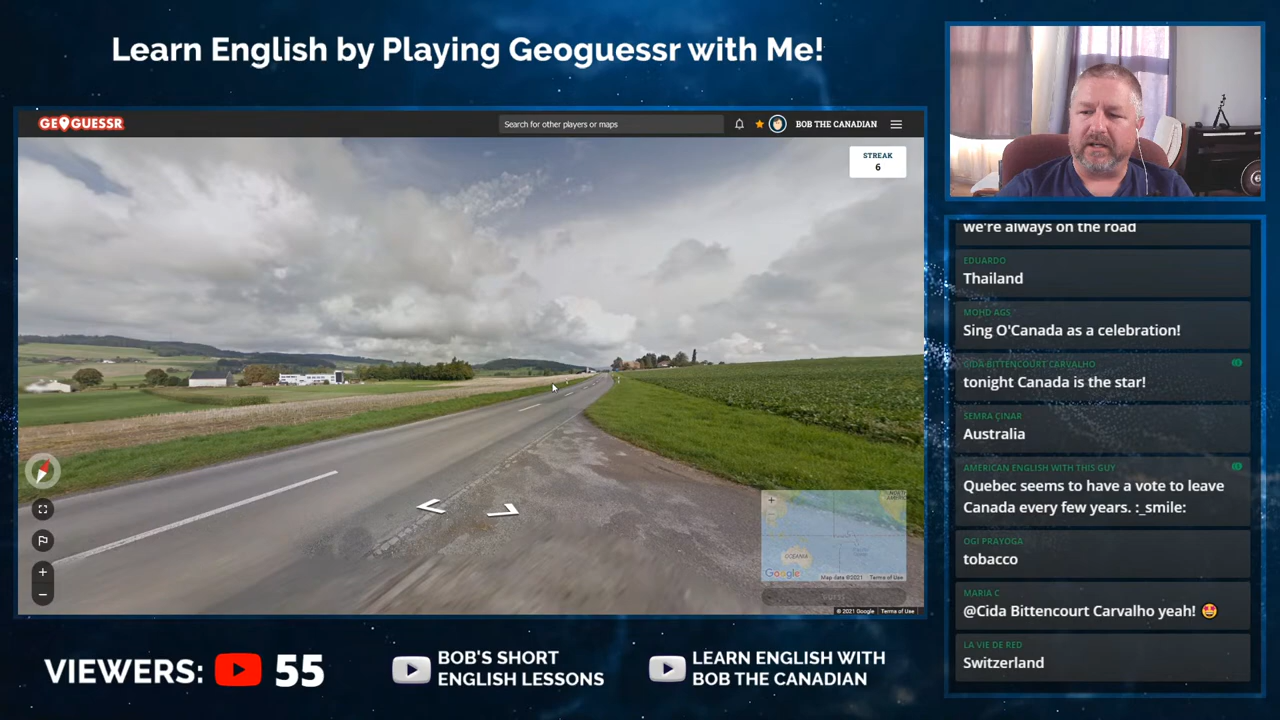 Learn English by Playing Geoguessr with Me!
GEOGUESSR
Search for other players or maps
BOB THE CANADIAN
STREAK
6
OCEANIA
Google
Map data ©2021 Terms of Use
© 2021 Google Terms of Use
we're always on the road
EDUARDO
Thailand
MOHD AGS
Sing O'Canada as a celebration!
CIDA BITTENCOURT CARVALHO
tonight Canada is the star!
SEMRA ÇINAR
Australia
AMERICAN ENGLISH WITH THIS GUY
Quebec seems to have a vote to leave
Canada every few years. :_smile:
OGI PRAYOGA
tobacco
MARIA C
@Cida Bittencourt Carvalho yeah! 🤩
LA VIE DE RED
Switzerland
VIEWERS: 55
BOB'S SHORT
ENGLISH LESSONS
LEARN ENGLISH WITH
BOB THE CANADIAN